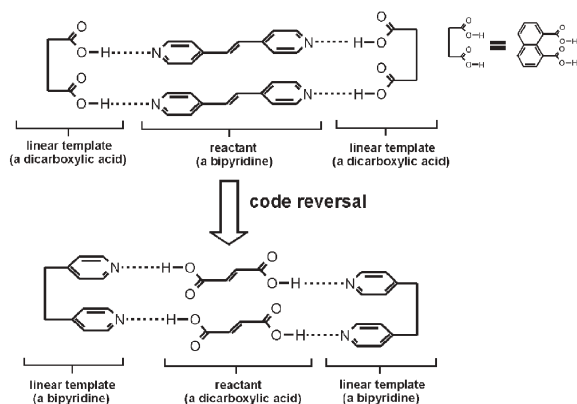 linear template
(a dicarboxylic acid)
reactant
(a bipyridine)
linear template
(a dicarboxylic acid)
code reversal
linear template
(a bipyridine)
reactant
(a dicarboxylic acid)
linear template
(a bipyridine)